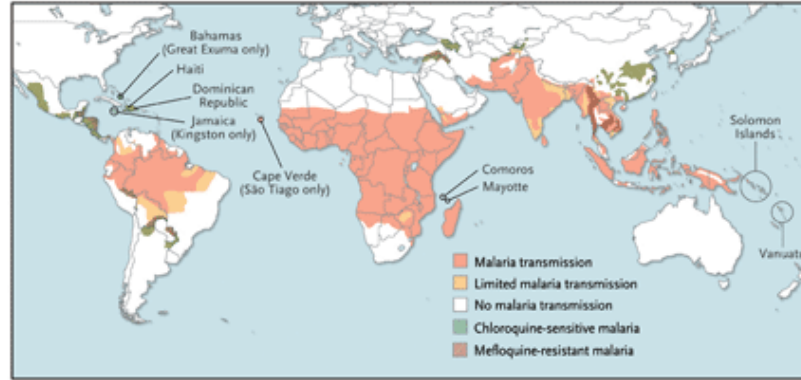 Bahamas
(Great Exuma only)
Haiti
Dominican
Republic
Jamaica
(Kingston only)
Cape Verde
(São Tiago only)
Comoros
Mayotte
Solomon
Islands
Vanuatu
Malaria transmission
Limited malaria transmission
No malaria transmission
Chloroquine-sensitive malaria
Mefloquine-resistant malaria